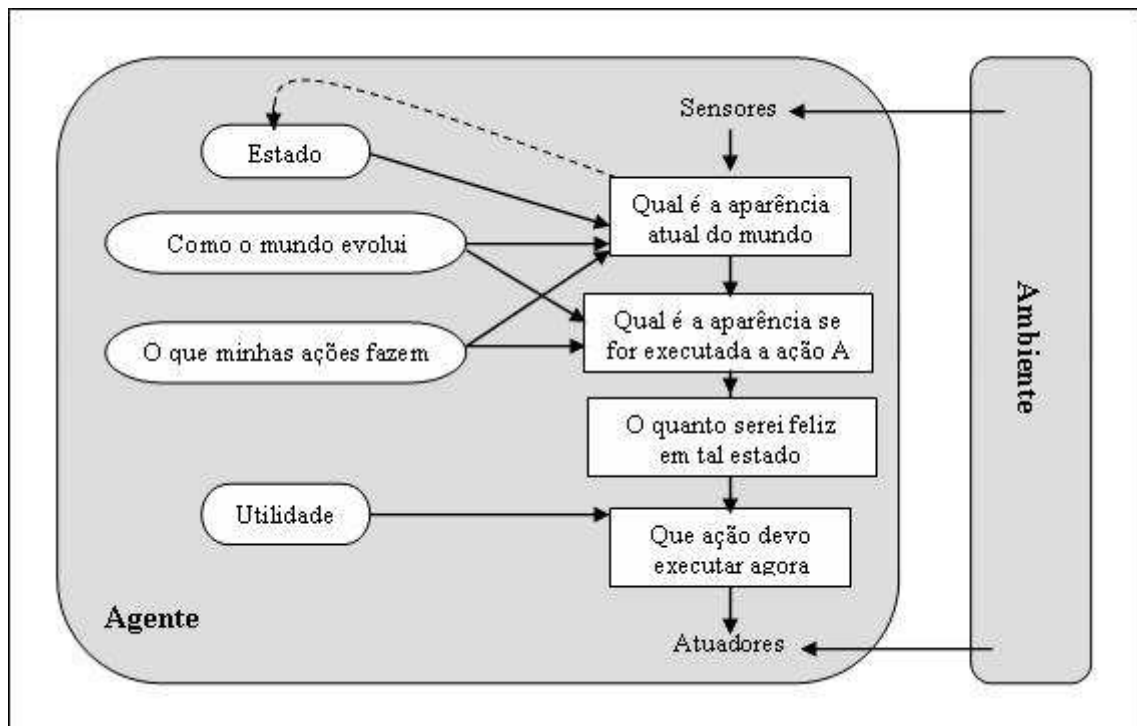 Sensores
Estado
Qual é a aparência
atual do mundo
Como o mundo evolui
Qual é a aparência se
for executada a ação A
O que minhas ações fazem
O quanto serei feliz
em tal estado
Utilidade
Que ação devo
executar agora
Agente
Atuadores
Ambiente